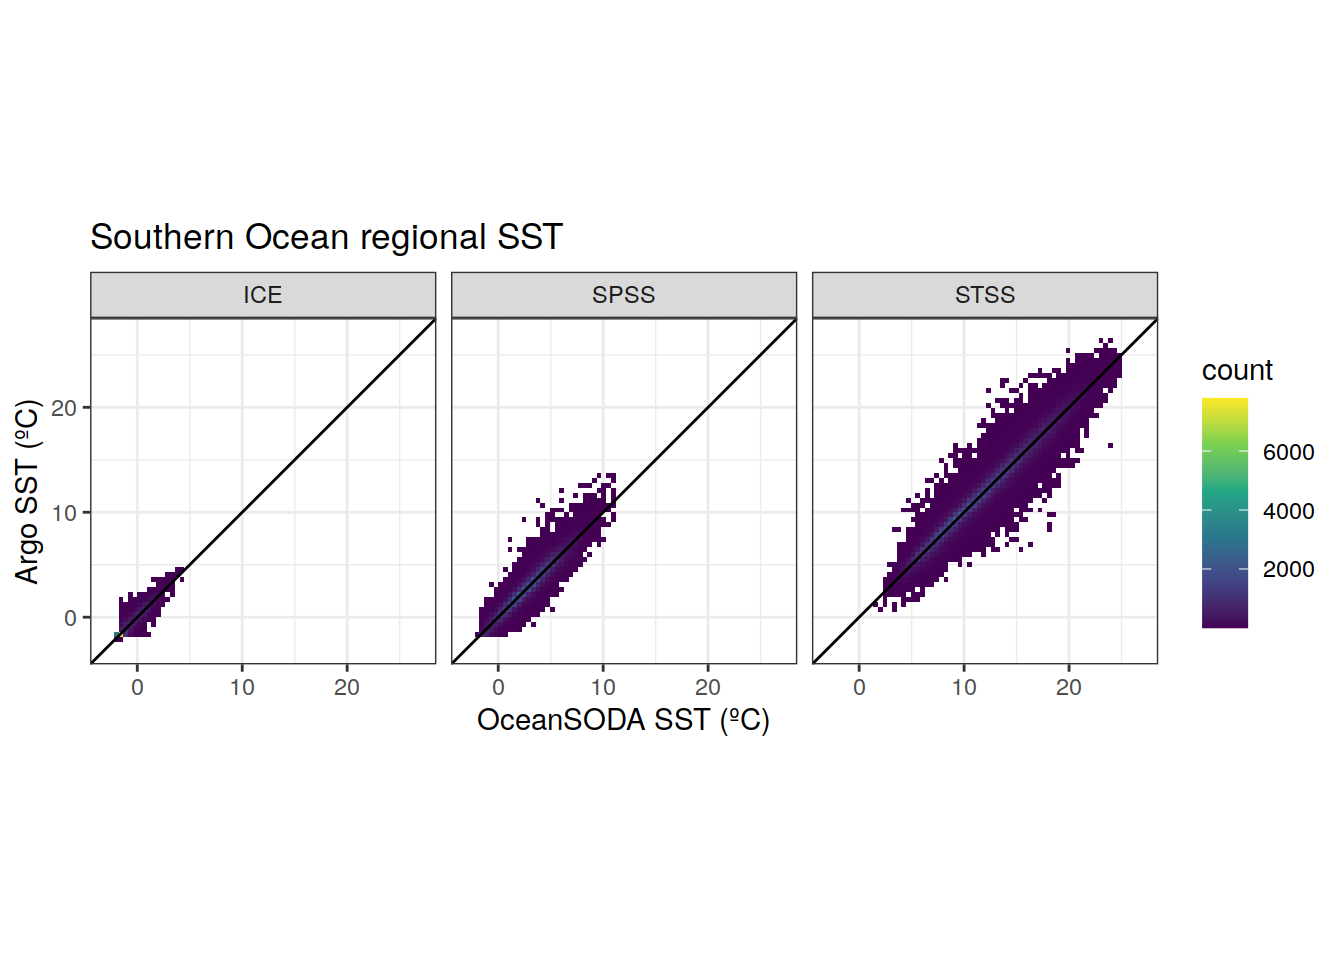 Southern Ocean regional SST
ICE
SPSS
STSS
Argo SST (ºC)
20
10
0
0 10 20
0 10 20
0 10 20
OceanSODA SST (ºC)
count
6000
4000
2000